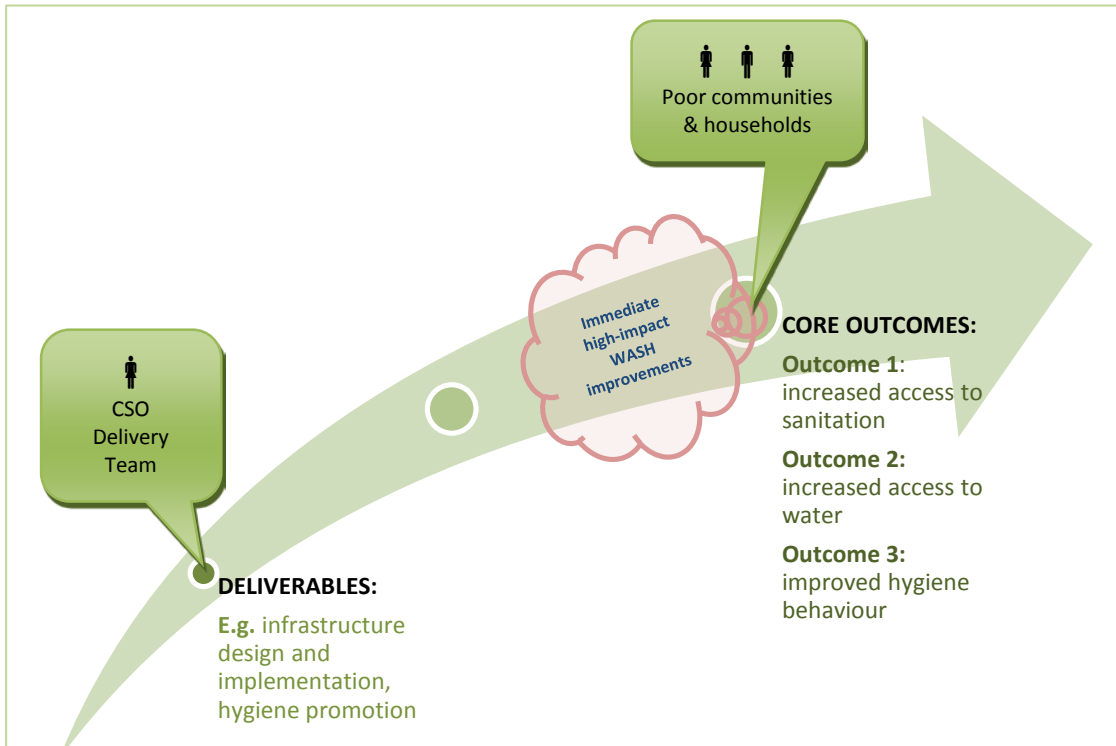 Poor communities
& households
Immediate
high-impact
WASH
improvements
CSO
Delivery
Team
CORE OUTCOMES:
Outcome 1:
increased access to
sanitation
Outcome 2:
increased access to
water
Outcome 3:
improved hygiene
behaviour
DELIVERABLES:
E.g. infrastructure
design and
implementation,
hygiene promotion